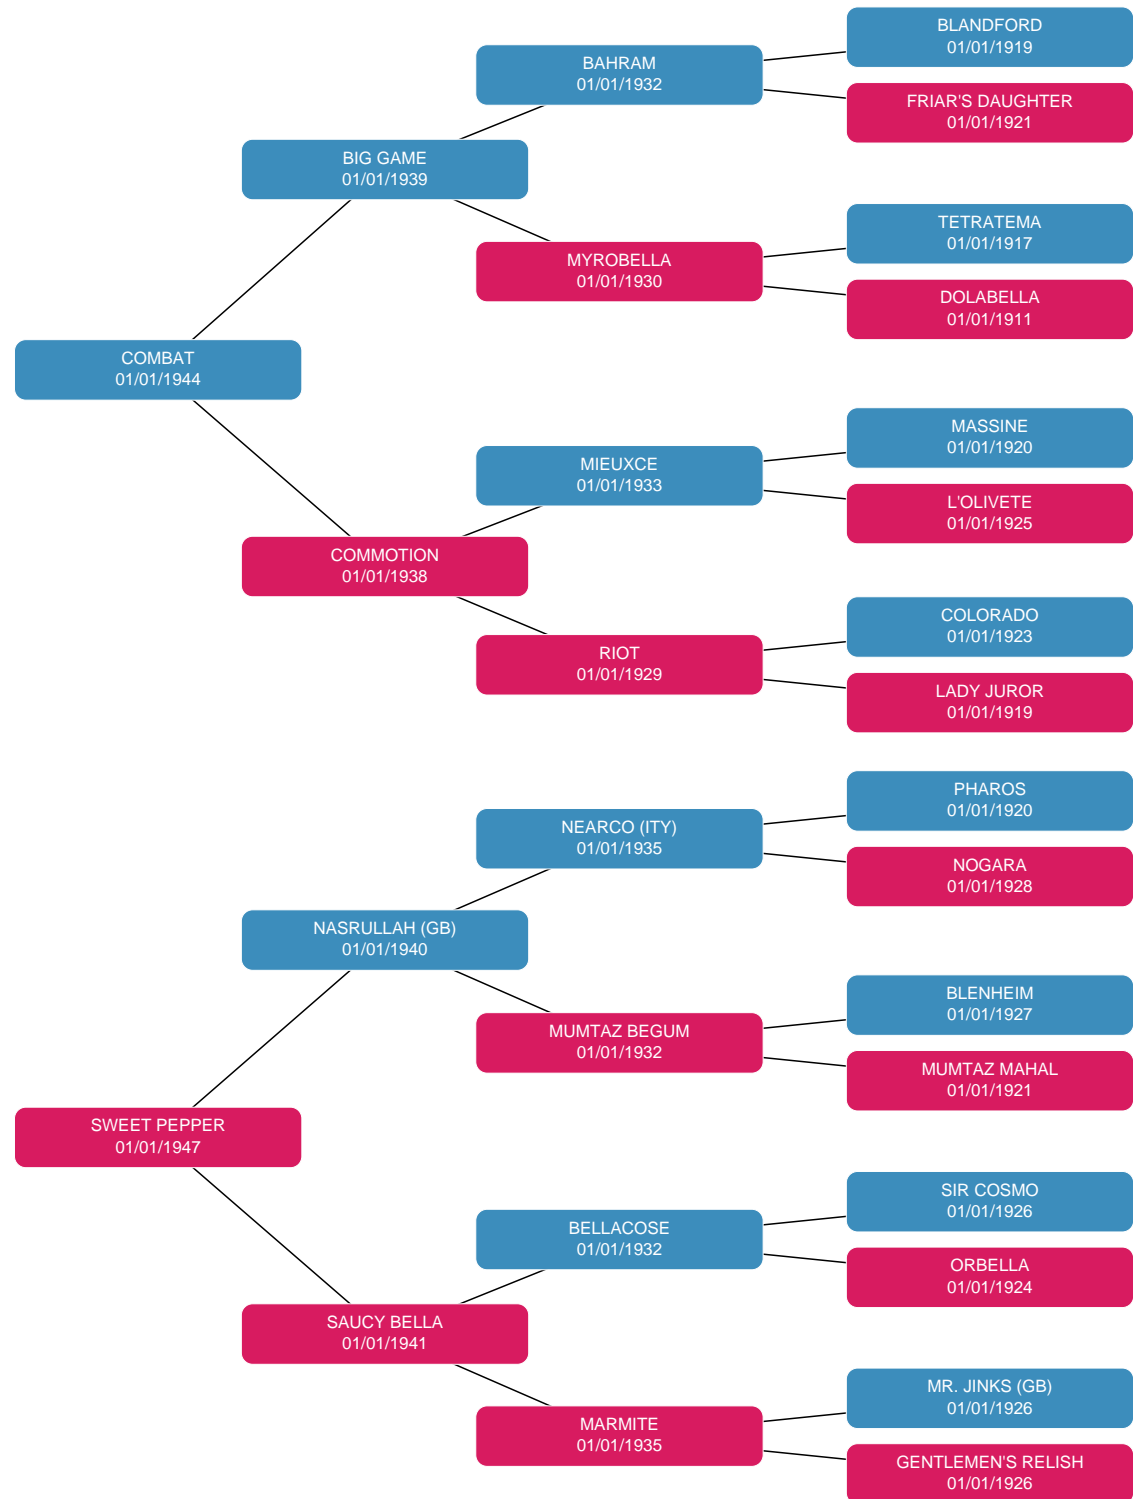 BLANDFORD
01/01/1919
BAHRAM
01/01/1932
FRIAR'S DAUGHTER
01/01/1921
BIG GAME
01/01/1939
TETRATEMA
01/01/1917
MYROBELLA
01/01/1930
DOLABELLA
01/01/1911
COMBAT
01/01/1944
MASSINE
01/01/1920
MIEUXCE
01/01/1933
L'OLIVETE
01/01/1925
COMMOTION
01/01/1938
COLORADO
01/01/1923
RIOT
01/01/1929
LADY JUROR
01/01/1919
PHAROS
01/01/1920
NEARCO (ITY)
01/01/1935
NOGARA
01/01/1928
NASRULLAH (GB)
01/01/1940
BLENHEIM
01/01/1927
MUMTAZ BEGUM
01/01/1932
MUMTAZ MAHAL
01/01/1921
SWEET PEPPER
01/01/1947
SIR COSMO
01/01/1926
BELLACOSE
01/01/1932
ORBELLA
01/01/1924
SAUCY BELLA
01/01/1941
MR. JINKS (GB)
01/01/1926
MARMITE
01/01/1935
GENTLEMEN'S RELISH
01/01/1926